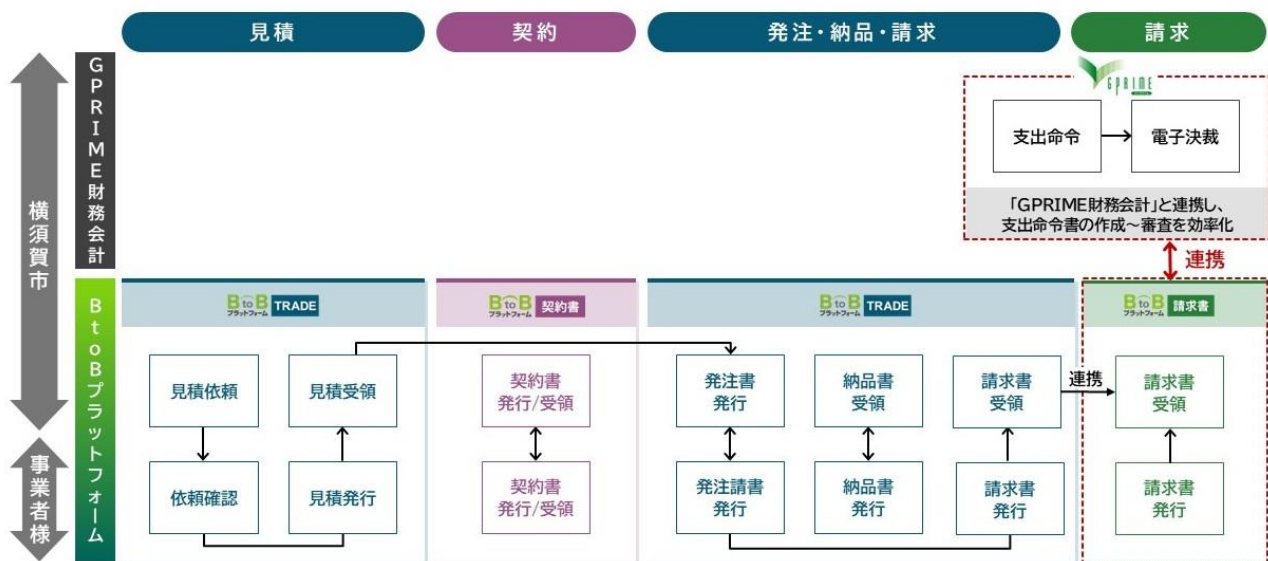 見積
契約
発注・納品・請求
請求
横須賀市
事業者様
GPRIME財務会計
BtoBプラットフォーム
GPRIME
支出命令
電子決裁
「GPRIME財務会計」と連携し、
支出命令書の作成~審査を効率化
連携
BtoB
プラットフォーム
TRADE
BtoB
プラットフォーム
契約書
BtoB
プラットフォーム
TRADE
BtoB
プラットフォーム
請求書
見積依頼
見積受領
契約書
発行/受領
発注書
発行
納品書
受領
請求書
受領
連携
請求書
受領
依頼確認
見積発行
契約書
発行/受領
発注請書
発行
納品書
発行
請求書
発行
請求書
発行